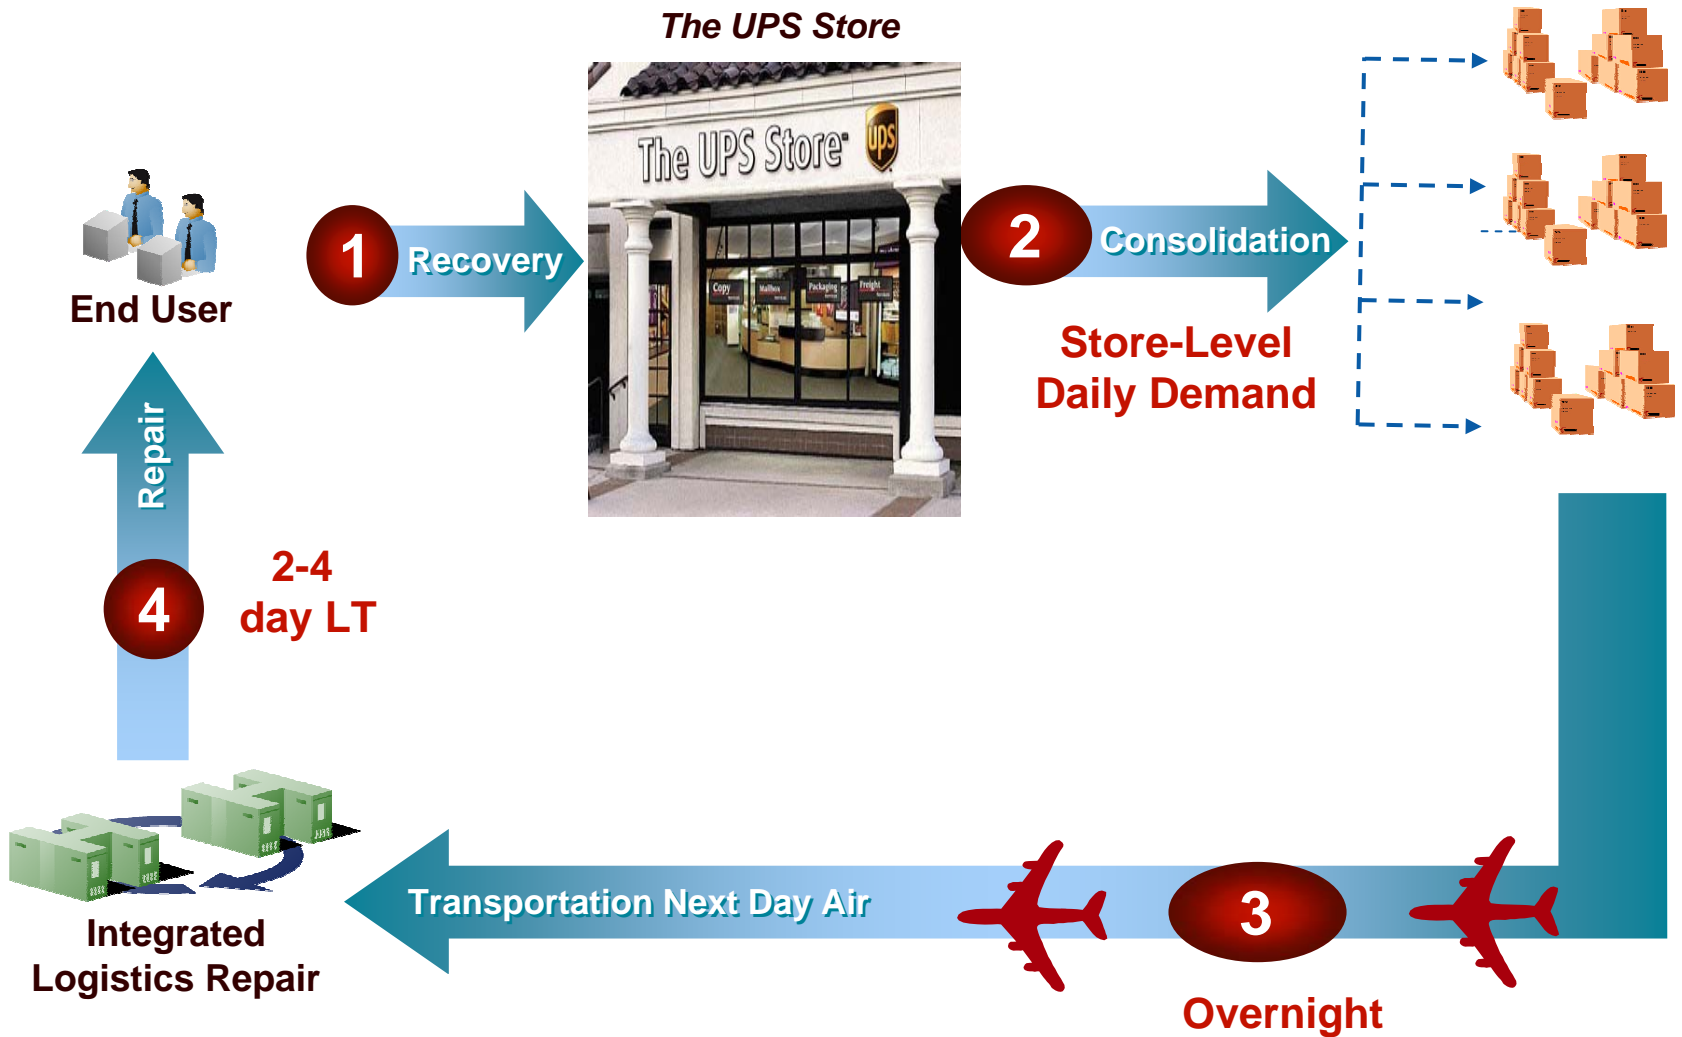 The UPS Store
The UPS Store
ups
Copy
Mailbox
Packaging
Freight
End User
1
Recovery
2
Consolidation
Store-Level
Daily Demand
Repair
4
2-4
day LT
Integrated
Logistics Repair
Transportation Next Day Air
3
Overnight